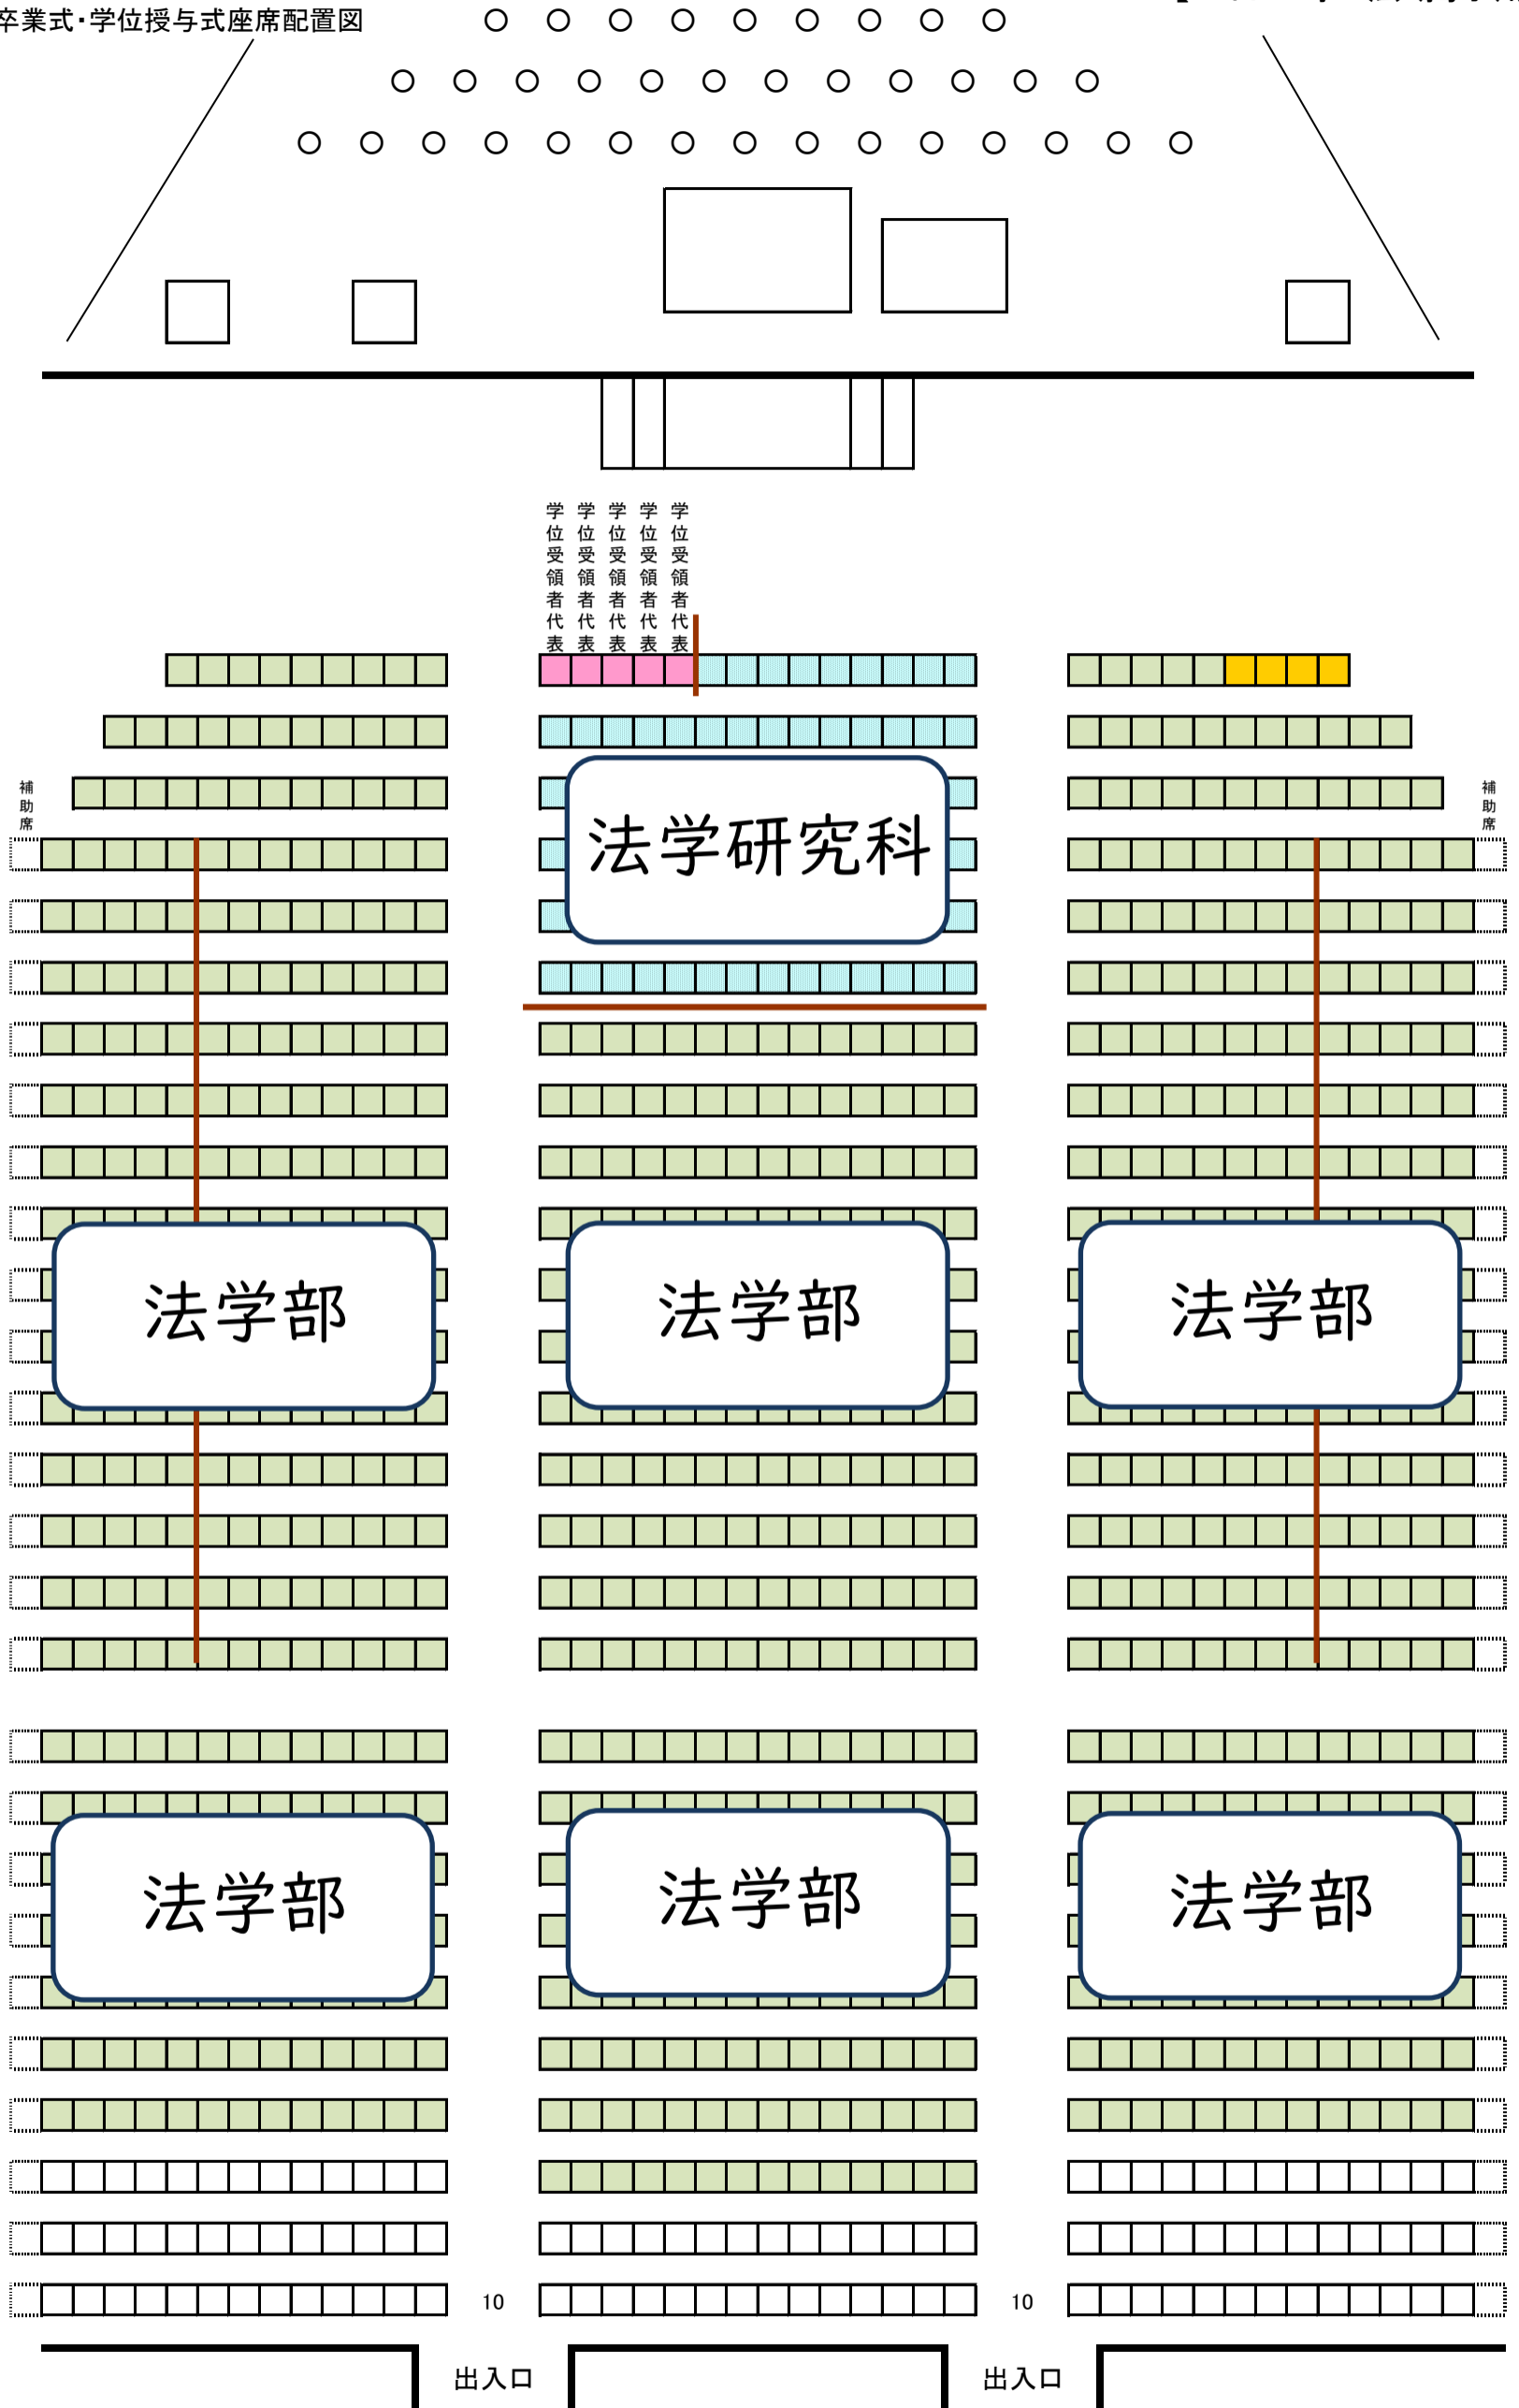 卒業式・学位授与式座席配置図
学位受領者代表
学位受領者代表
学位受領者代表
学位受領者代表
学位受領者代表
補助席
補助席
法学研究科
法学部
法学部
法学部
法学部
法学部
法学部
10
10
出入口
出入口